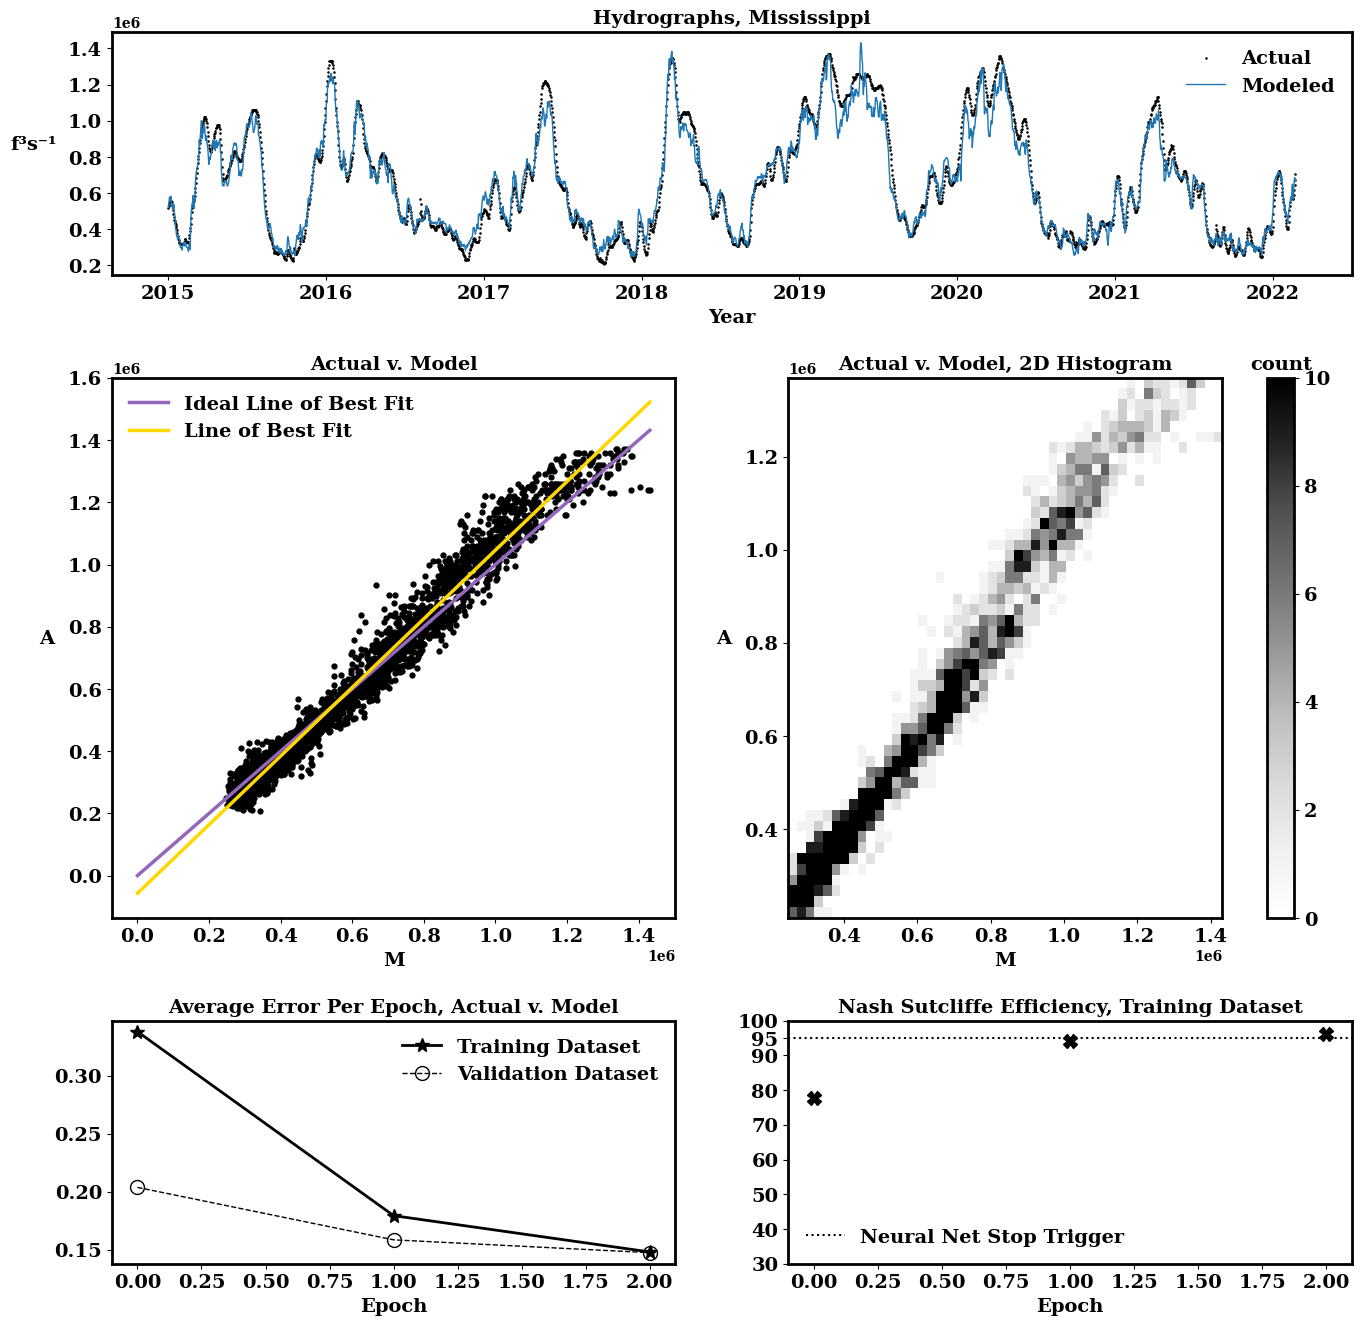 Hydrographs, Mississippi
1e6
1.4
1.2
1.0
0.8
0.6
0.4
0.2
f³s⁻¹
Actual
Modeled
2015 2016 2017 2018 2019 2020 2021 2022
Year
Actual v. Model
1e6
1.6
1.4
1.2
1.0
0.8
0.6
0.4
0.2
0.0
A
Ideal Line of Best Fit
Line of Best Fit
0.0 0.2 0.4 0.6 0.8 1.0 1.2 1.4
1e6
M
Actual v. Model, 2D Histogram
1e6
1.2
1.0
0.8
0.6
0.4
A
0.4 0.6 0.8 1.0 1.2 1.4
1e6
M
count
10
8
6
4
2
0
Average Error Per Epoch, Actual v. Model
0.30
0.25
0.20
0.15
Training Dataset
Validation Dataset
0.00 0.25 0.50 0.75 1.00 1.25 1.50 1.75 2.00
Epoch
Nash Sutcliffe Efficiency, Training Dataset
100
95
90
80
70
60
50
40
30
Neural Net Stop Trigger
0.00 0.25 0.50 0.75 1.00 1.25 1.50 1.75 2.00
Epoch